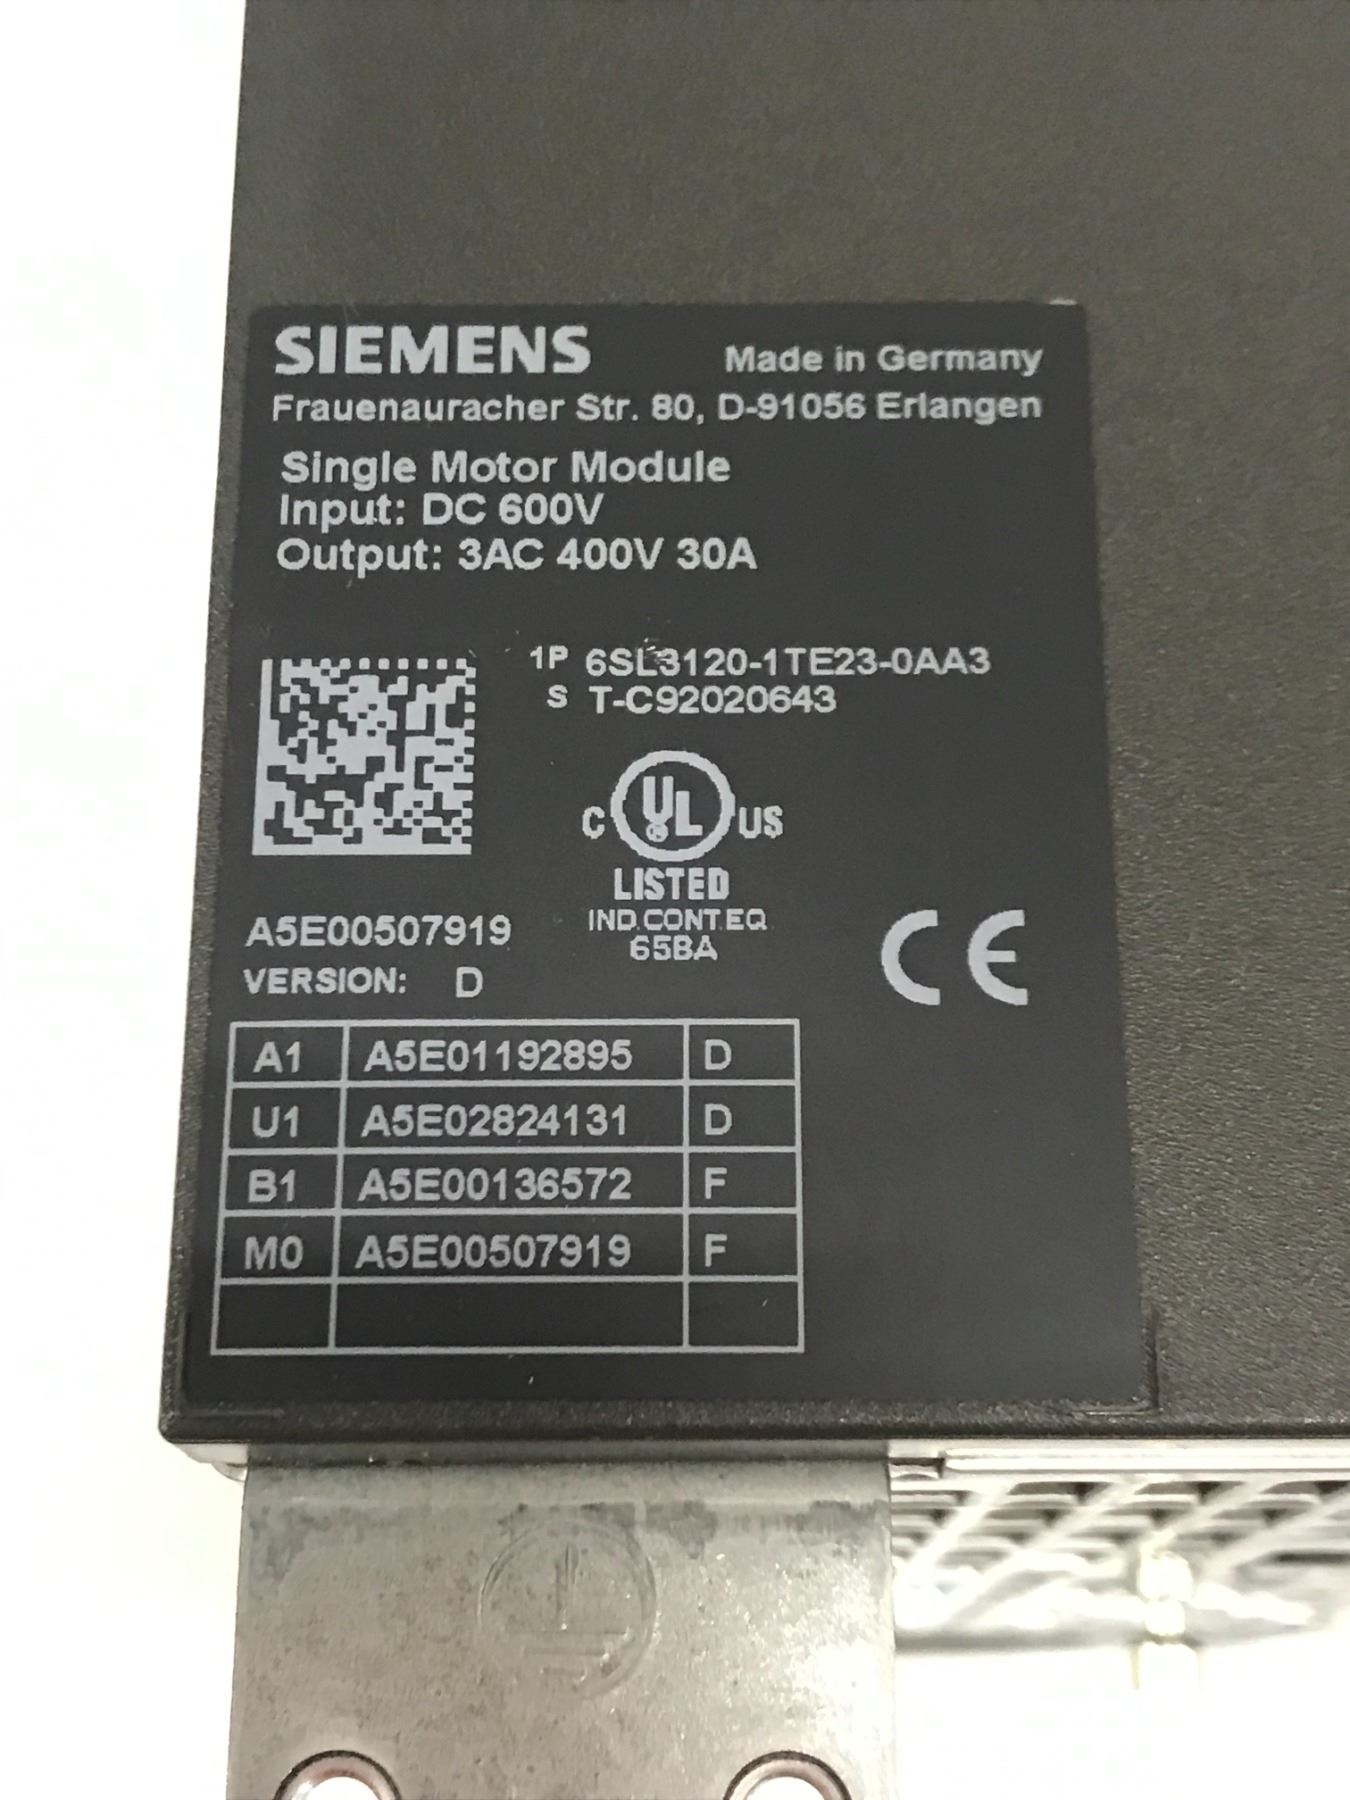 SIEMENS Made in Germany
Frauenauracher Str. 80, D-91056 Erlangen
Single Motor Module
Input: DC 600V
Output: 3AC 400V 30A
1P 6SL3120-1TE23-0AA3
S T-C92020643
C UL ® US
LISTED
IND.CONT.EQ
65BA
A5E00507919
VERSION: D
CE
A1 A5E01192895 D
U1 A5E02824131 D
B1 A5E00136572 F
M0 A5E00507919 F